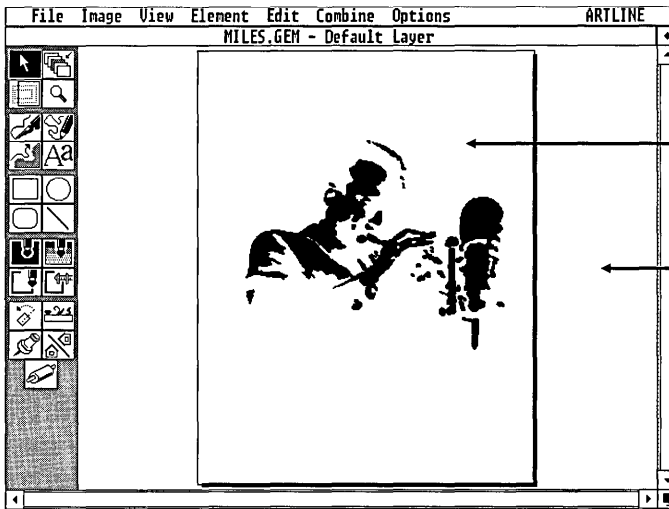 File Image View Element Edit Combine Options ARTLINE
MILES.GEM - Default Layer
Aa